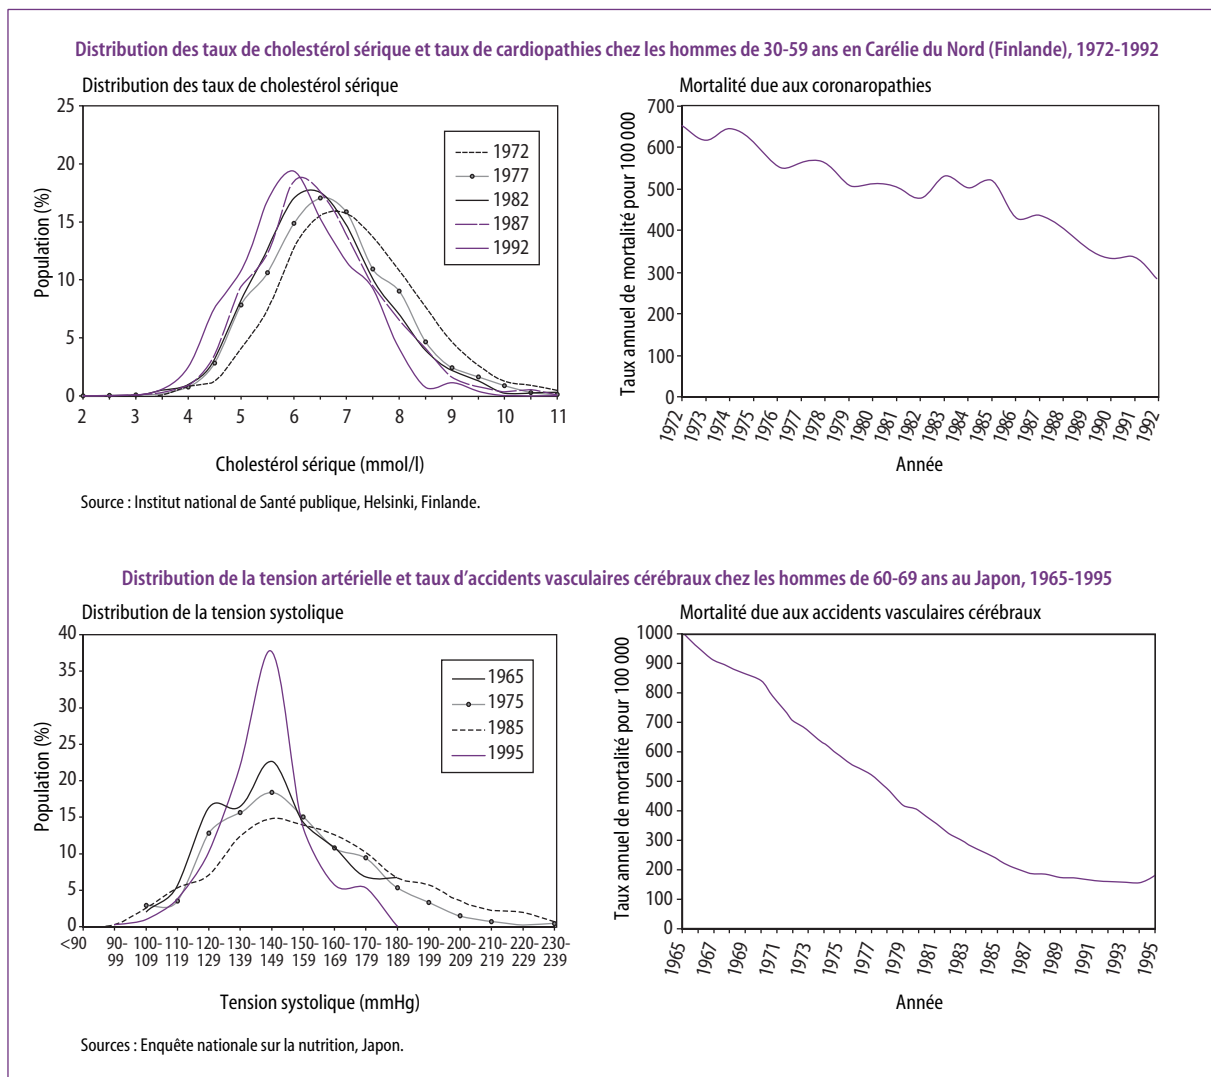 Distribution des taux de cholestérol sérique et taux de cardiopathies chez les hommes de 30-59 ans en Carélie du Nord (Finlande), 1972-1992
Distribution des taux de cholestérol sérique
Population (%)
25
20
15
10
5
0
2 3 4 5 6 7 8 9 10 11
Cholestérol sérique (mmol/l)
1972
1977
1982
1987
1992
Mortalité due aux coronaropathies
Taux annuel de mortalité pour 100 000
700
600
500
400
300
200
100
0
1972 1973 1974 1975 1976 1977 1978 1979 1980 1981 1982 1983 1984 1985 1986 1987 1988 1989 1990 1991 1992
Année
Source : Institut national de Santé publique, Helsinki, Finlande.
Distribution de la tension artérielle et taux d'accidents vasculaires cérébraux chez les hommes de 60-69 ans au Japon, 1965-1995
Distribution de la tension systolique
Population (%)
40
35
30
25
20
15
10
5
0
<90 90- 100- 110- 120- 130- 140- 150- 160- 170- 180- 190- 200- 210- 220- 230-
99 109 119 129 139 149 159 169 179 189 199 209 219 229 239
Tension systolique (mmHg)
1965
1975
1985
1995
Mortalité due aux accidents vasculaires cérébraux
Taux annuel de mortalité pour 100 000
1000
900
800
700
600
500
400
300
200
100
0
1965 1967 1969 1971 1973 1975 1977 1979 1981 1983 1985 1987 1989 1991 1993 1995
Année
Sources : Enquête nationale sur la nutrition, Japon.